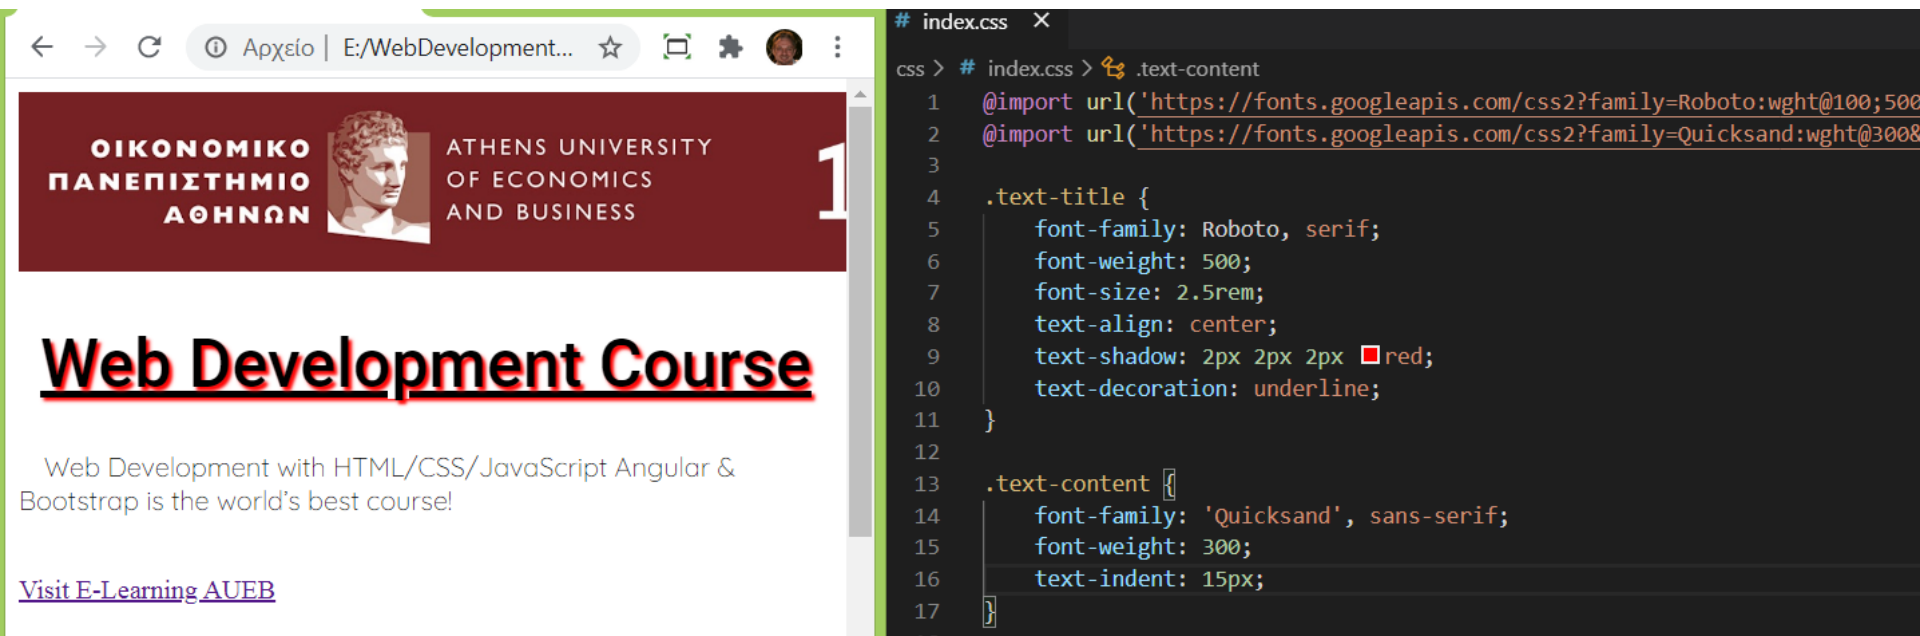 Αρχείο | E:/WebDevelopment...
ΟΙΚΟΝΟΜΙΚΟ
ΠΑΝΕΠΙΣΤΗΜΙΟ
ΑΘΗΝΩΝ
ATHENS UNIVERSITY
OF ECONOMICS
AND BUSINESS
1
Web Development Course
Web Development with HTML/CSS/JavaScript Angular &
Bootstrap is the world's best course!
Visit E-Learning AUEB
# index.css ×
css > # index.css > .text-content
1 @import url('https://fonts.googleapis.com/css2?family=Roboto:wght@100;500
2 @import url('https://fonts.googleapis.com/css2?family=Quicksand:wght@300&
3
4 .text-title {
5 font-family: Roboto, serif;
6 font-weight: 500;
7 font-size: 2.5rem;
8 text-align: center;
9 text-shadow: 2px 2px 2px red;
10 text-decoration: underline;
11 }
12
13 .text-content {
14 font-family: 'Quicksand', sans-serif;
15 font-weight: 300;
16 text-indent: 15px;
17 }